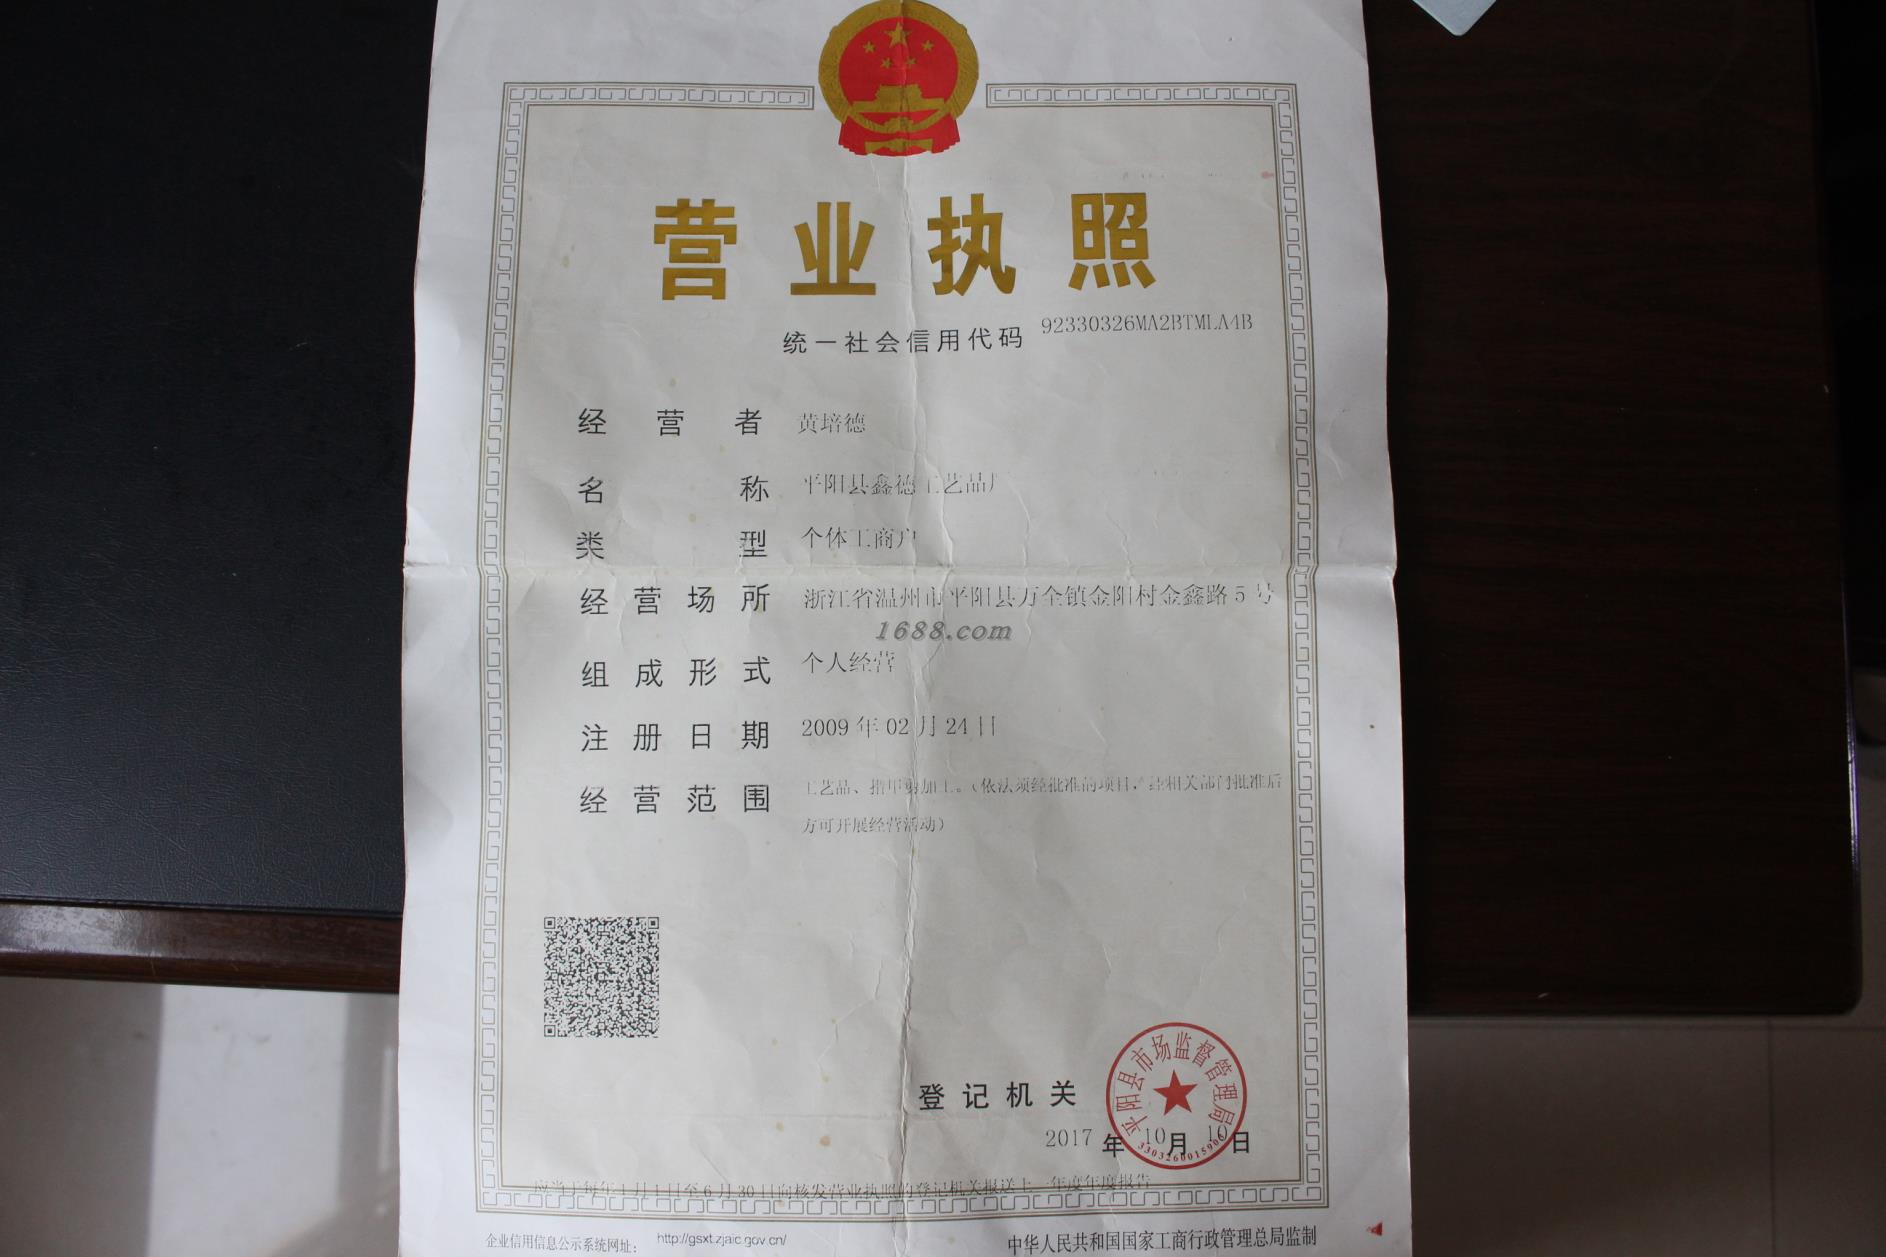 营业执照
统一社会信用代码 92330326MA2BTMLA4B
经营者 黄培德
名称 平阳县鑫德工艺品厂
类型 个体工商户
经营场所 浙江省温州市平阳县万全镇金阳村金鑫路5号
1688.com
组成形式 个人经营
注册日期 2009年02月24日
经营范围 工艺品、指甲剪加工。(依法须经批准的项目,经相关部门批准后
方可开展经营活动)
登记机关
平阳县市场监督管理局
3303260015906
2017年10月10日
应当于每年1月1日至6月30日向核发营业执照的登记机关报送上一年度年度报告
企业信用信息公示系统网址: http://gsxt.zjaic.gov.cn/
中华人民共和国国家工商行政管理总局监制